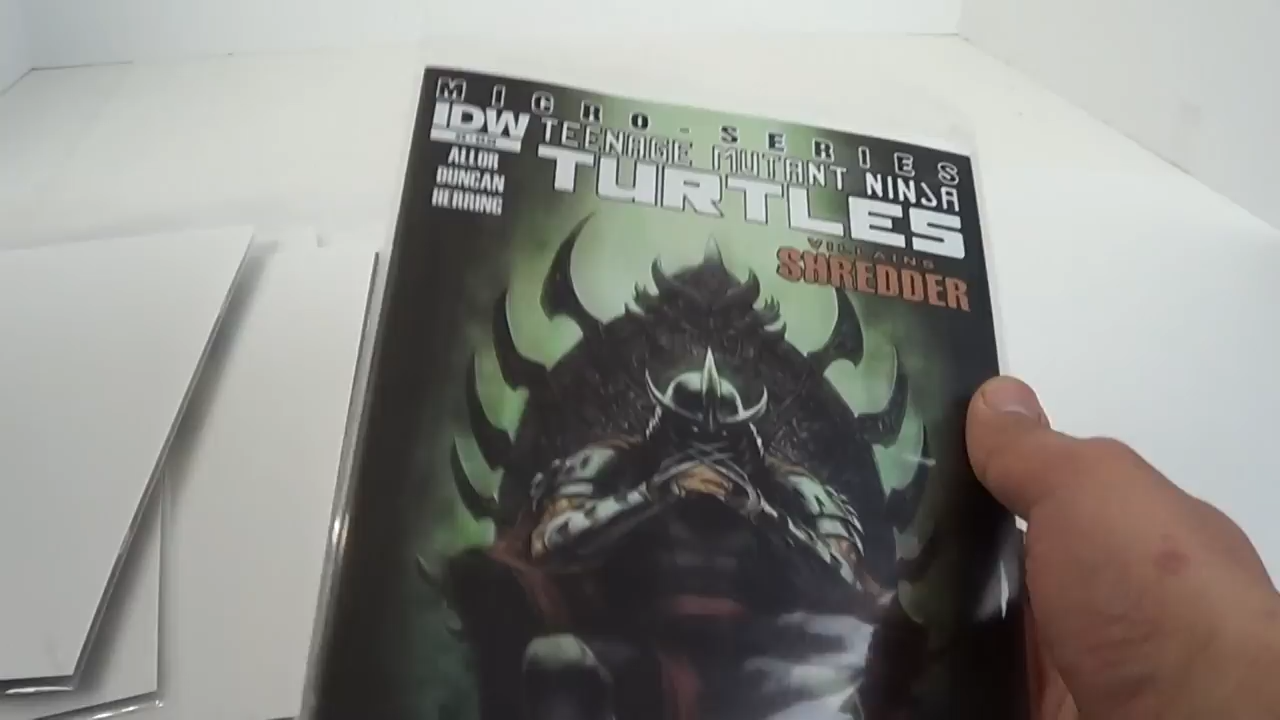 MICRO-SERIES
IDW
TEENAGE MUTANT NINJA
TURTLES
ALLOR
DUNCAN
HERRING
VILLAINS
SHREDDER